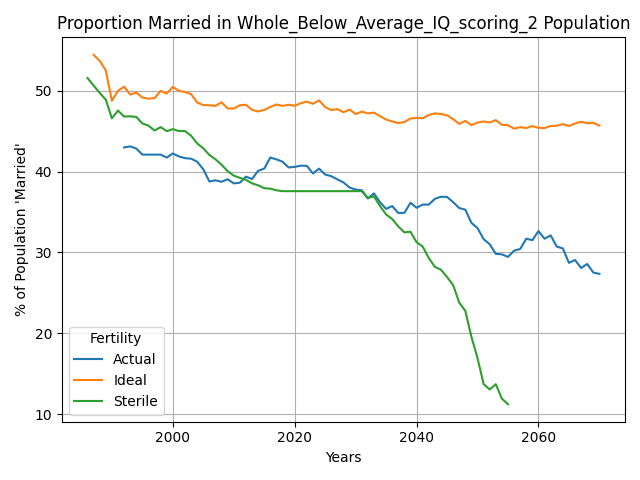 Proportion Married in Whole_Below_Average_IQ_scoring_2 Population
% of Population 'Married'
50
40
30
20
10
Fertility
Actual
Ideal
Sterile
2000 2020 2040 2060
Years